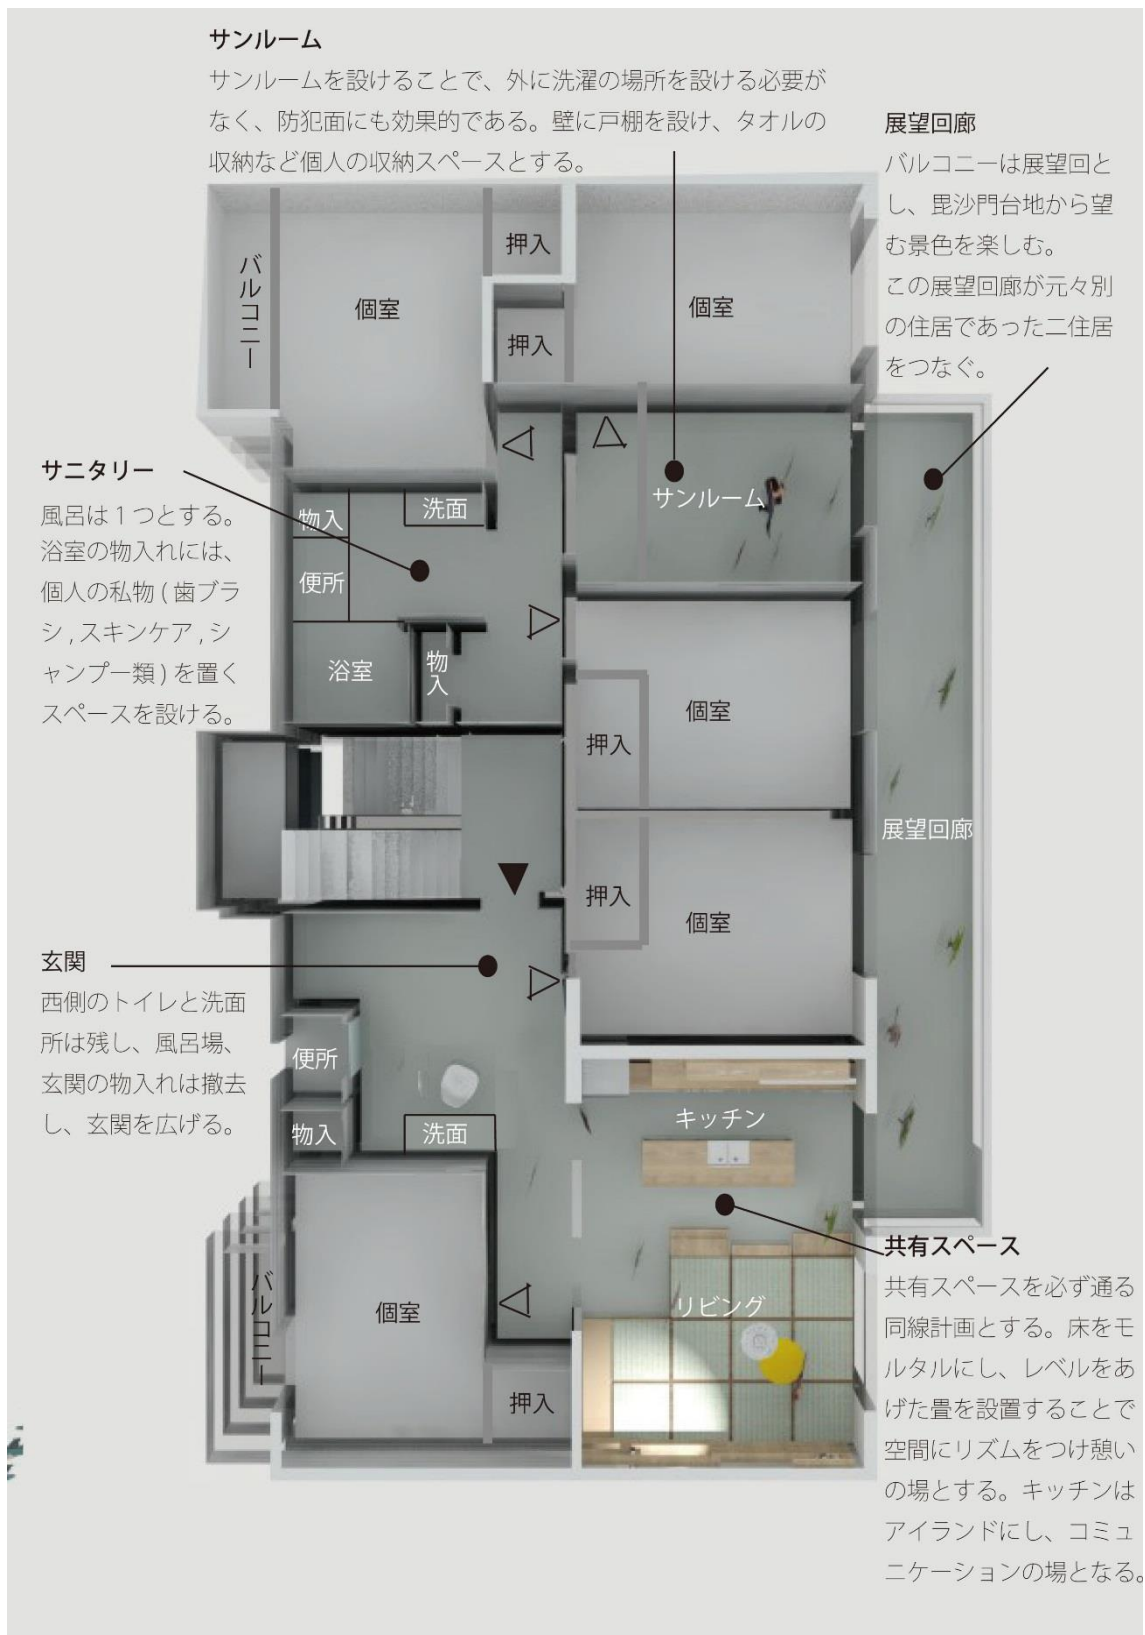 サンルーム
サンルームを設けることで、外に洗濯の場所を設ける必要が
なく、防犯面にも効果的である。壁に戸棚を設け、タオルの
収納など個人の収納スペースとする。
展望回廊
バルコニーは展望回と
し、毘沙門台地から望
む景色を楽しむ。
この展望回廊が元々別
の住居であった二住居
をつなぐ。
バルコニー
個室
押入
押入
個室
サニタリー
風呂は１つとする。
浴室の物入れには、
個人の私物 ( 歯ブラ
シ , スキンケア , シ
ャンプー類 ) を置く
スペースを設ける。
物入
洗面
便所
浴室
物入
サンルーム
個室
押入
展望回廊
押入
個室
玄関
西側のトイレと洗面
所は残し、風呂場、
玄関の物入れは撤去
し、玄関を広げる。
便所
物入
洗面
キッチン
バルコニー
個室
リビング
押入
共有スペース
共有スペースを必ず通る
同線計画とする。床をモ
ルタルにし、レベルをあ
げた畳を設置することで
空間にリズムをつけ憩い
の場とする。キッチンは
アイランドにし、コミュ
ニケーションの場となる。